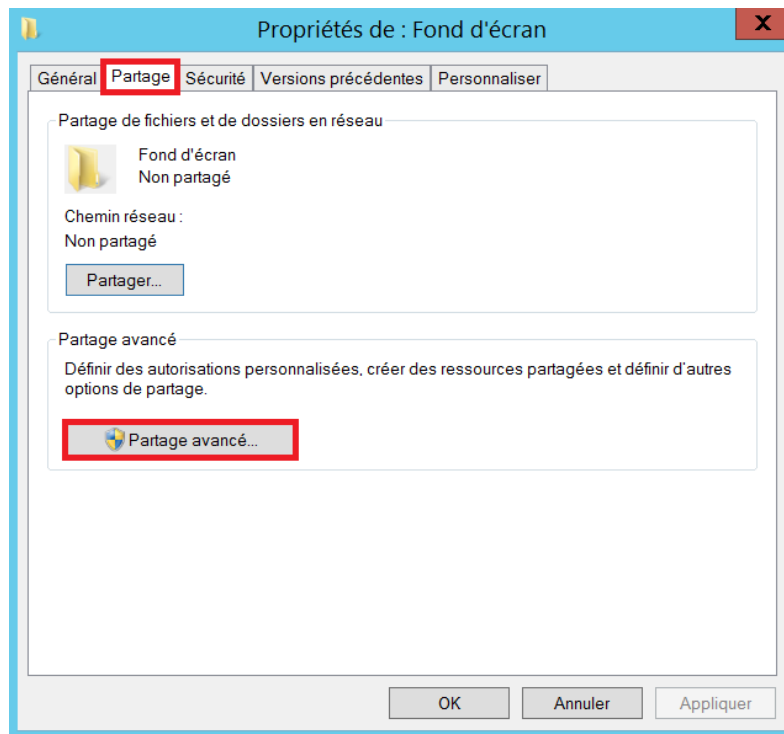 Propriétés de : Fond d'écran
X
Général Partage Sécurité Versions précédentes Personnaliser
Partage de fichiers et de dossiers en réseau
Fond d'écran
Non partagé
Chemin réseau :
Non partagé
Partager...
Partage avancé
Définir des autorisations personnalisées, créer des ressources partagées et définir d'autres
options de partage.
Partage avancé...
OK Annuler Appliquer